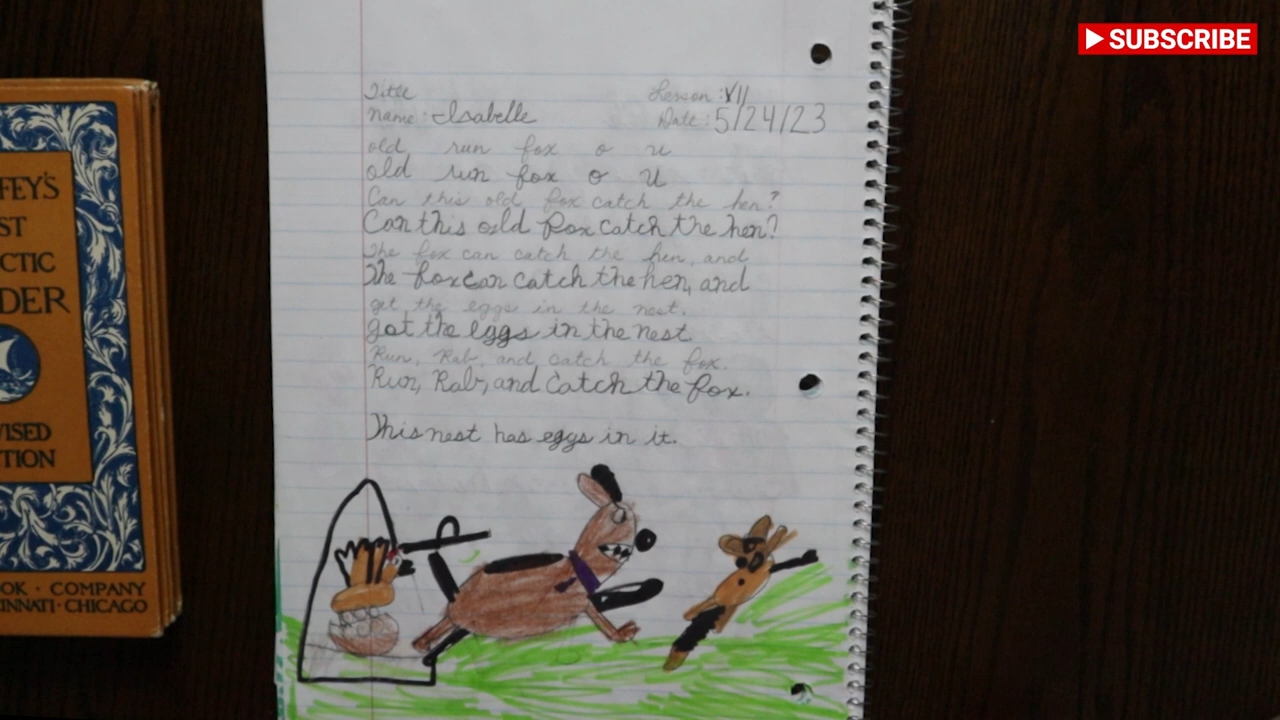 SUBSCRIBE
FEY'S
ST
CTIC
DER
VISED
TION
OOK · COMPANY
CINNATI · CHICAGO
Title
Lesson: VII
Name: Isabelle
Date: 5/24/23
old run fox o u
old run fox o u
Can this old fox catch the hen?
Can this old fox catch the hen?
The fox can catch the hen, and
The fox can catch the hen, and
get the eggs in the nest.
get the eggs in the nest.
Run, Rab, and catch the fox.
Run, Rab, and catch the fox.
This nest has eggs in it.